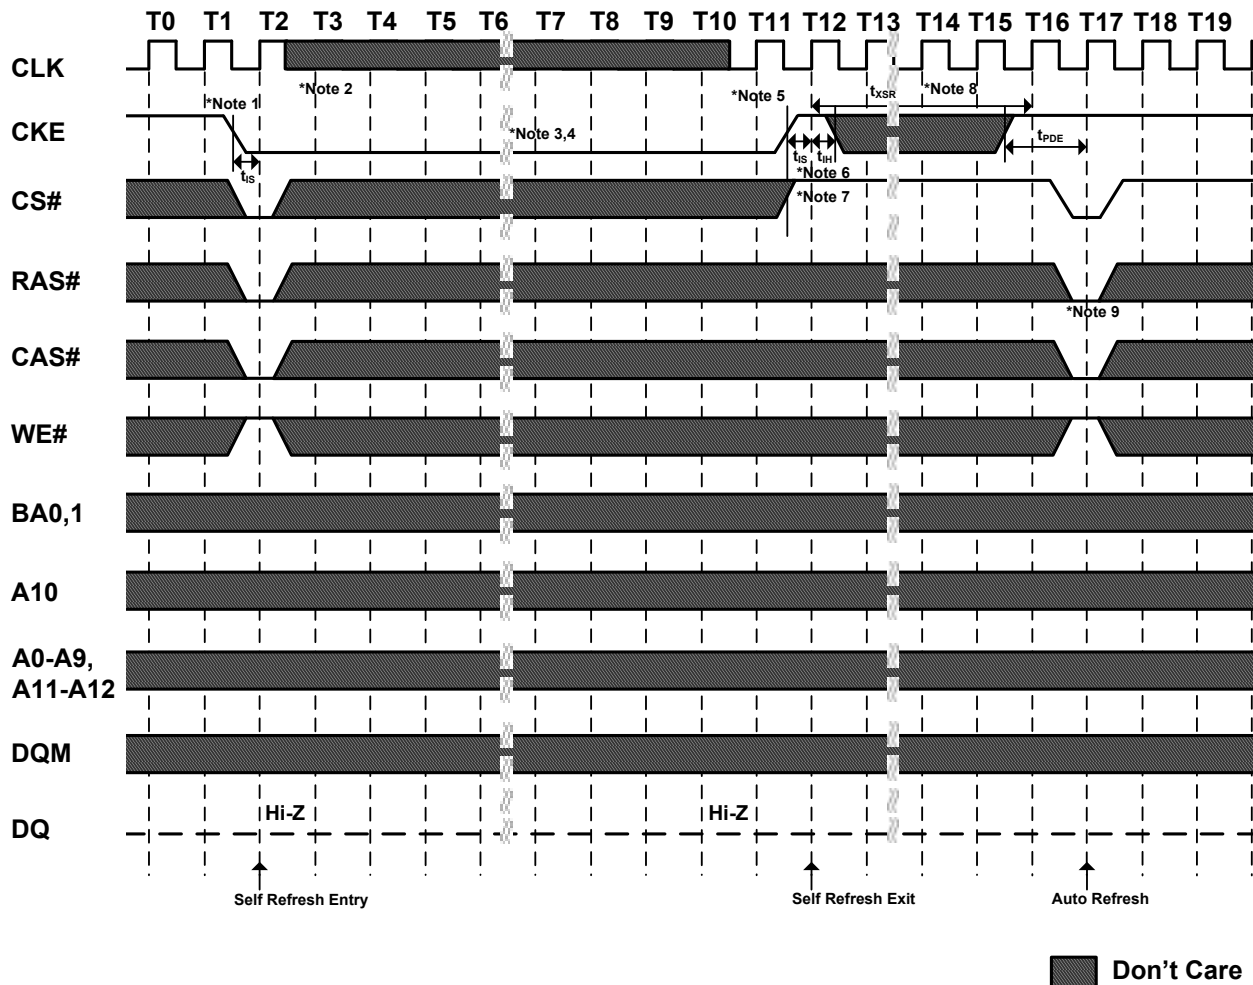 T0 T1 T2 T3 T4 T5 T6 T7 T8 T9 T10 T11 T12 T13 T14 T15 T16 T17 T18 T19
CLK
*Note 1
*Note 2
*Note 5
tXSR
*Note 8
CKE
*Note 3,4
tIS
tIS
tIH
tPDE
*Note 6
CS#
*Note 7
RAS#
*Note 9
CAS#
WE#
BA0,1
A10
A0-A9,
A11-A12
DQM
Hi-Z
Hi-Z
DQ
Self Refresh Entry
Self Refresh Exit
Auto Refresh
Don't Care